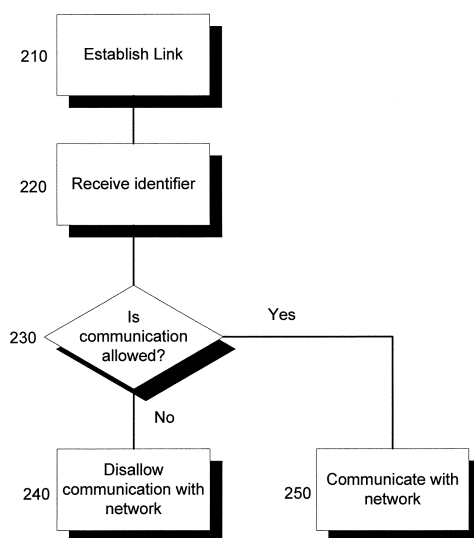 210
Establish Link
220
Receive identifier
230
Is
communication
allowed?
Yes
No
240
Disallow
communication with
network
250
Communicate with
network